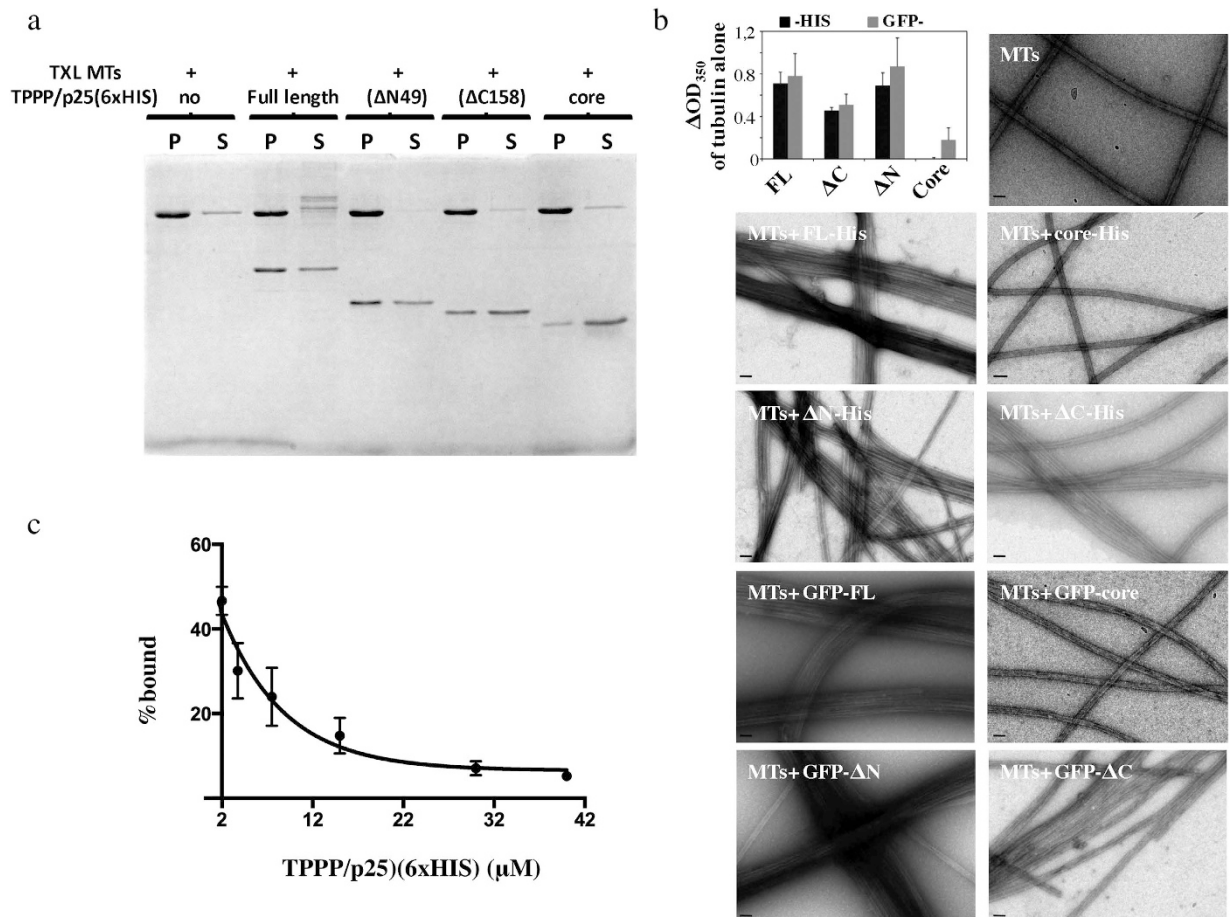 a
TXL MTs + + + + +
TPPP/p25(6xHIS) no Full length (ΔN49) (ΔC158) core
P S P S P S P S P S
b
-HIS GFP-
ΔOD350
of tubulin alone
1,2
0.8
0.4
0
FL ΔC ΔN Core
MTs
MTs+FL-His
MTs+core-His
MTs+ΔN-His
MTs+ΔC-His
MTs+GFP-FL
MTs+GFP-core
MTs+GFP-ΔN
MTs+GFP-ΔC
c
% bound
60
40
20
2 12 22 32 42
TPPP/p25)(6xHIS) (μM)